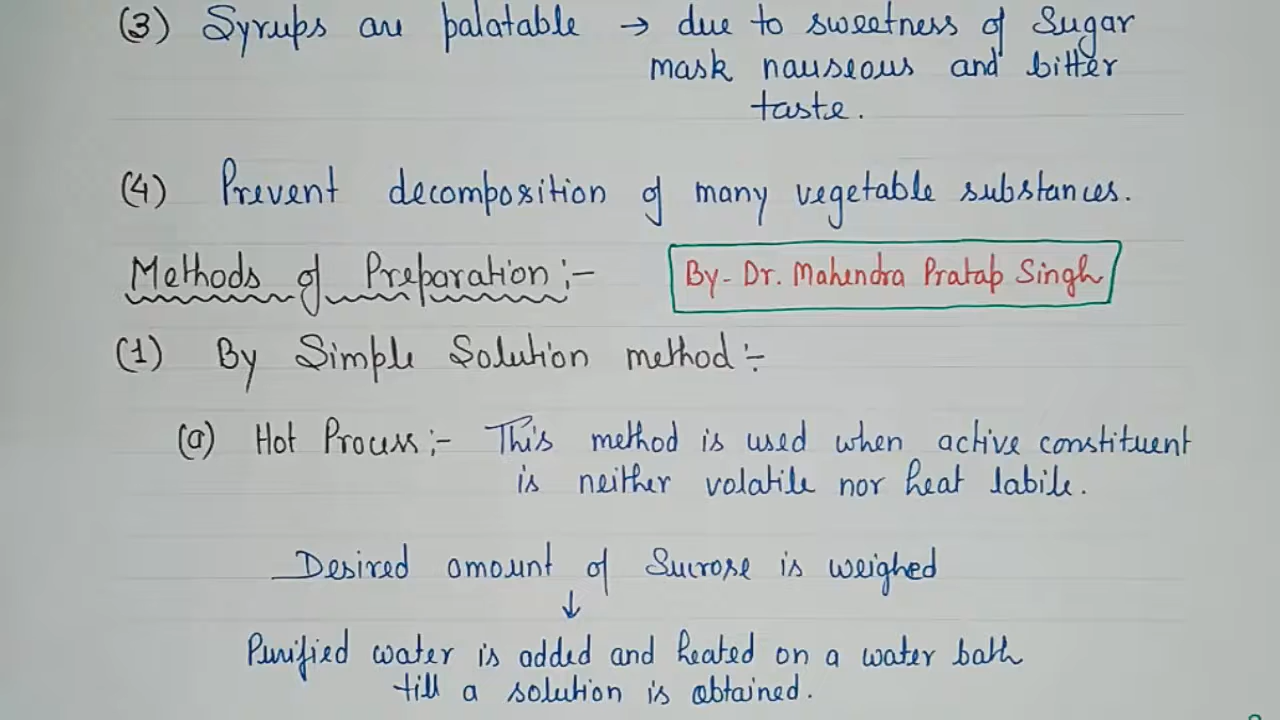 (3) Syrups are palatable → due to sweetness of Sugar
mask nauseous and bitter
taste.
(4) Prevent decomposition of many vegetable substances.
Methods of Preparation :-
By- Dr. Mahendra Pratap Singh
(1) By Simple Solution method :-
(a) Hot Process :- This method is used when active constituent
is neither volatile nor heat labile.
Desired amount of Sucrose is weighed
↓
Purified water is added and heated on a water bath
till a solution is obtained.